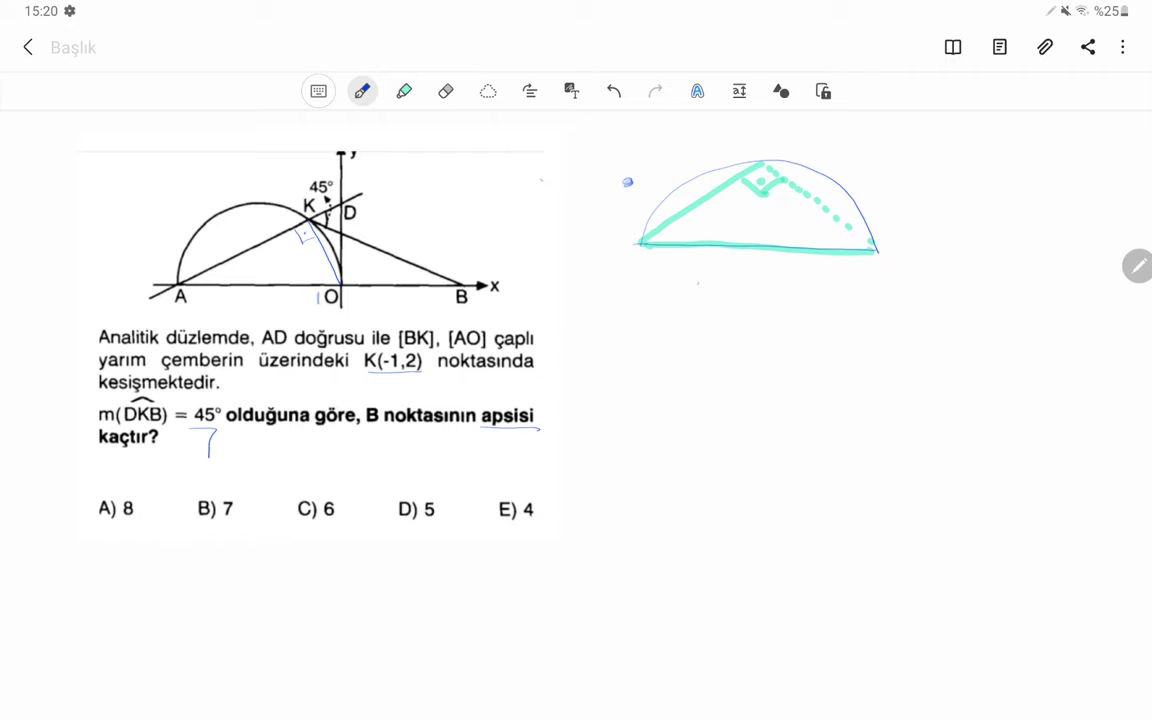 15:20
%25
Başlık
45°
K
D
A
O
B
x
1
Analitik düzlemde, AD doğrusu ile [BK], [AO] çaplı
yarım çemberin üzerindeki K(-1,2) noktasında
kesişmektedir.
m(DKB) = 45° olduğuna göre, B noktasının apsisi
kaçtır?
A) 8 B) 7 C) 6 D) 5 E) 4